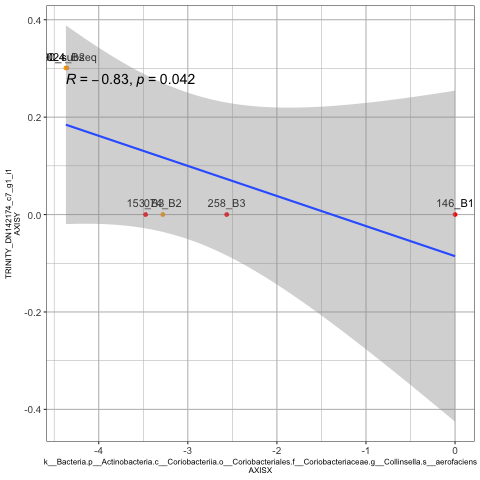 0.4
R = −0.83, p = 0.042
0.2
258_B3
146_B1
0.0
-0.2
-0.4
-4
-3
-2
-1
0
TRINITY_DN142174_c7_g1_i1
AXISY
k__Bacteria.p__Actinobacteria.c__Coriobacteriia.o__Coriobacteriales.f__Coriobacteriaceae.g__Collinsella.s__aerofaciens
AXISX